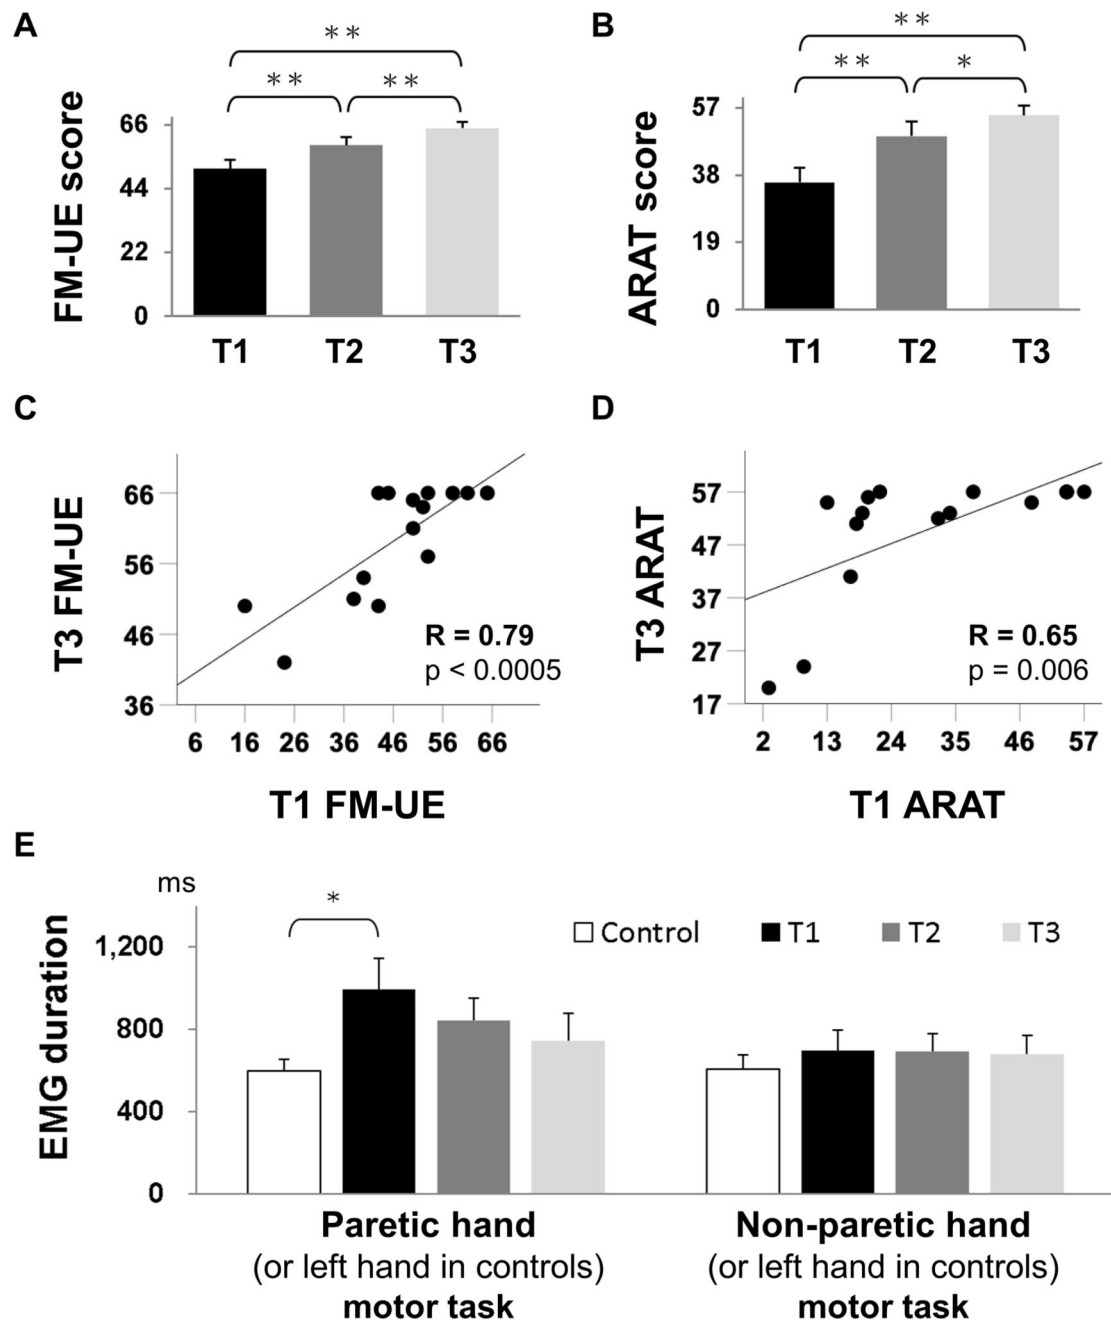 A
**
**
**
FM-UE score
66
44
22
0
T1 T2 T3
B
**
**
*
ARAT score
57
38
19
0
T1 T2 T3
C
T3 FM-UE
66
56
46
36
R = 0.79
p < 0.0005
6 16 26 36 46 56 66
T1 FM-UE
D
T3 ARAT
57
47
37
27
17
R = 0.65
p = 0.006
2 13 24 35 46 57
T1 ARAT
E
ms
*
EMG duration
1,200
800
400
0
Control T1 T2 T3
Paretic hand
(or left hand in controls)
motor task
Non-paretic hand
(or left hand in controls)
motor task